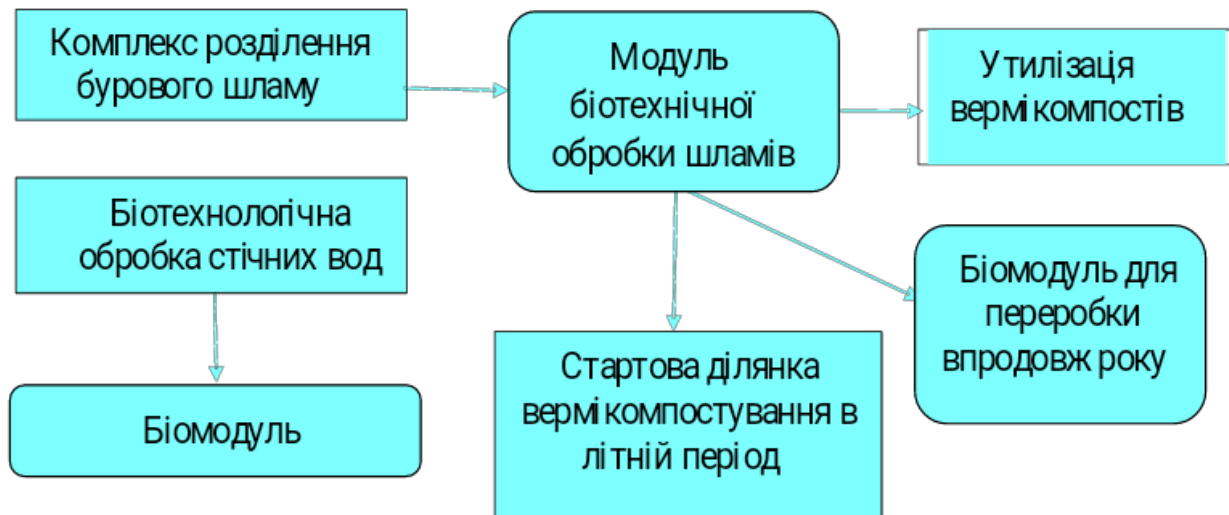 Комплекс розділення
бурового шламу
Модуль
біотехнічної
обробки шламів
Утилізація
вермікомпостів
Біотехнологічна
обробка стічних вод
Біомодуль для
переробки
впродовж року
Стартова ділянка
вермікомпостування в
літній період
Біомодуль